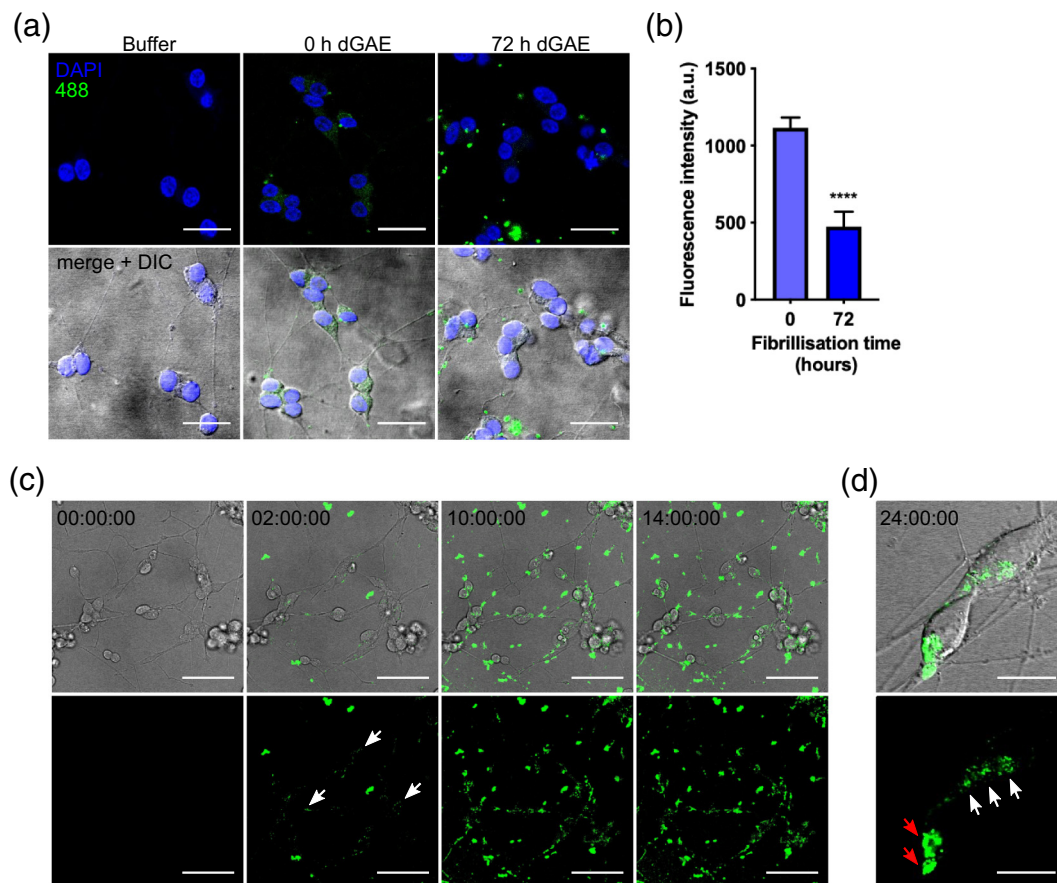 (a)
Buffer
0 h dGAE
72 h dGAE
DAPI
488
merge + DIC
(b)
Fluorescence intensity (a.u.)
1500
1000
500
0
****
0
72
Fibrillisation time
(hours)
(c)
00:00:00
02:00:00
10:00:00
14:00:00
(d)
24:00:00